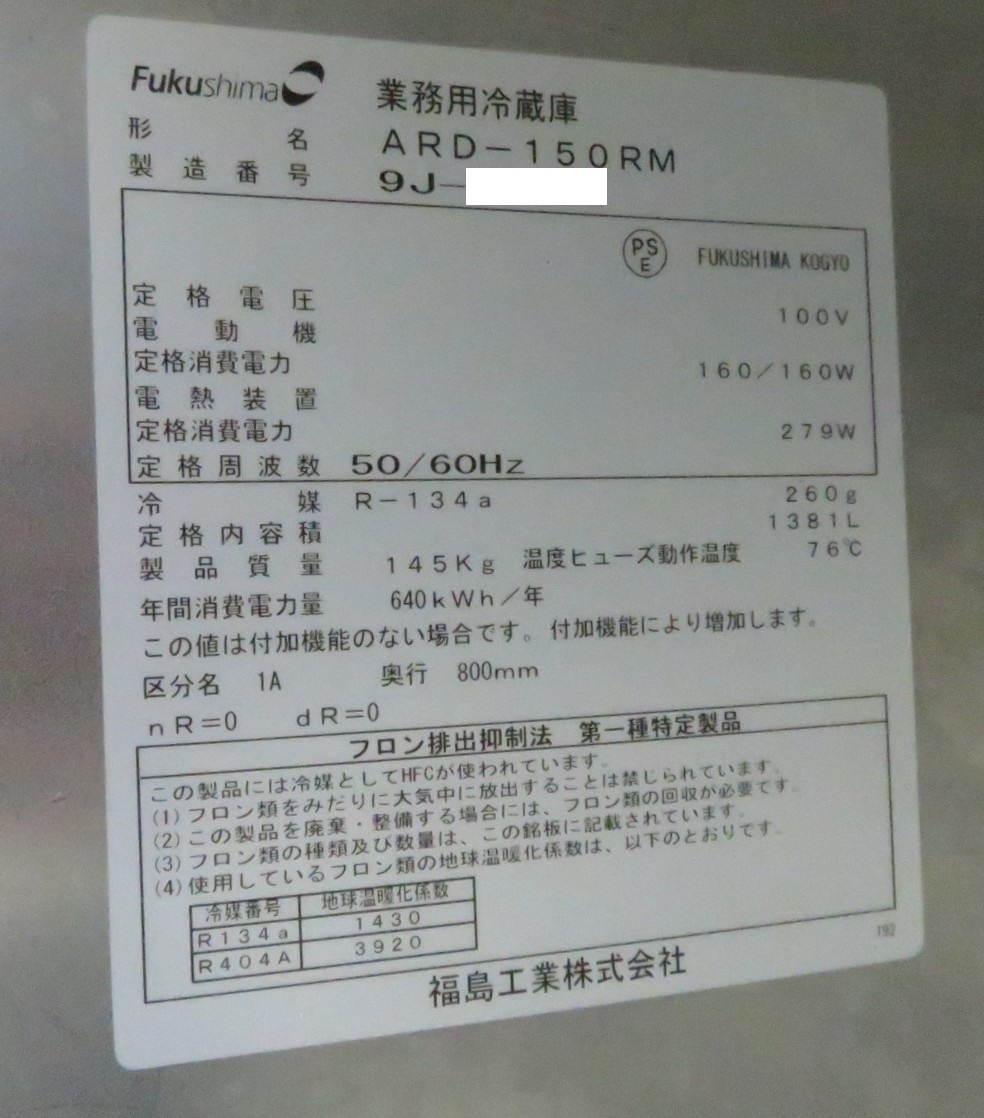 Fukushima
業務用冷蔵庫
形名 ARD-150RM
製造番号 9J-
PSE FUKUSHIMA KOGYO
定格電圧 100V
電動機
定格消費電力 160/160W
電熱装置
定格消費電力 279W
定格周波数 50/60Hz
冷媒 R-134a 260g
定格内容積 1381L
製品質量 145Kg 温度ヒューズ動作温度 76℃
年間消費電力量 640kWh/年
この値は付加機能のない場合です。付加機能により増加します。
区分名 1A 奥行 800mm
nR=0 dR=0
フロン排出抑制法 第一種特定製品
この製品には冷媒としてHFCが使われています。
(1)フロン類をみだりに大気中に放出することは禁じられています。
(2)この製品を廃棄・整備する場合には、フロン類の回収が必要です。
(3)フロン類の種類及び数量は、この銘板に記載されています。
(4)使用しているフロン類の地球温暖化係数は、以下のとおりです。
冷媒番号 地球温暖化係数
R134a 1430
R404A 3920
192
福島工業株式会社